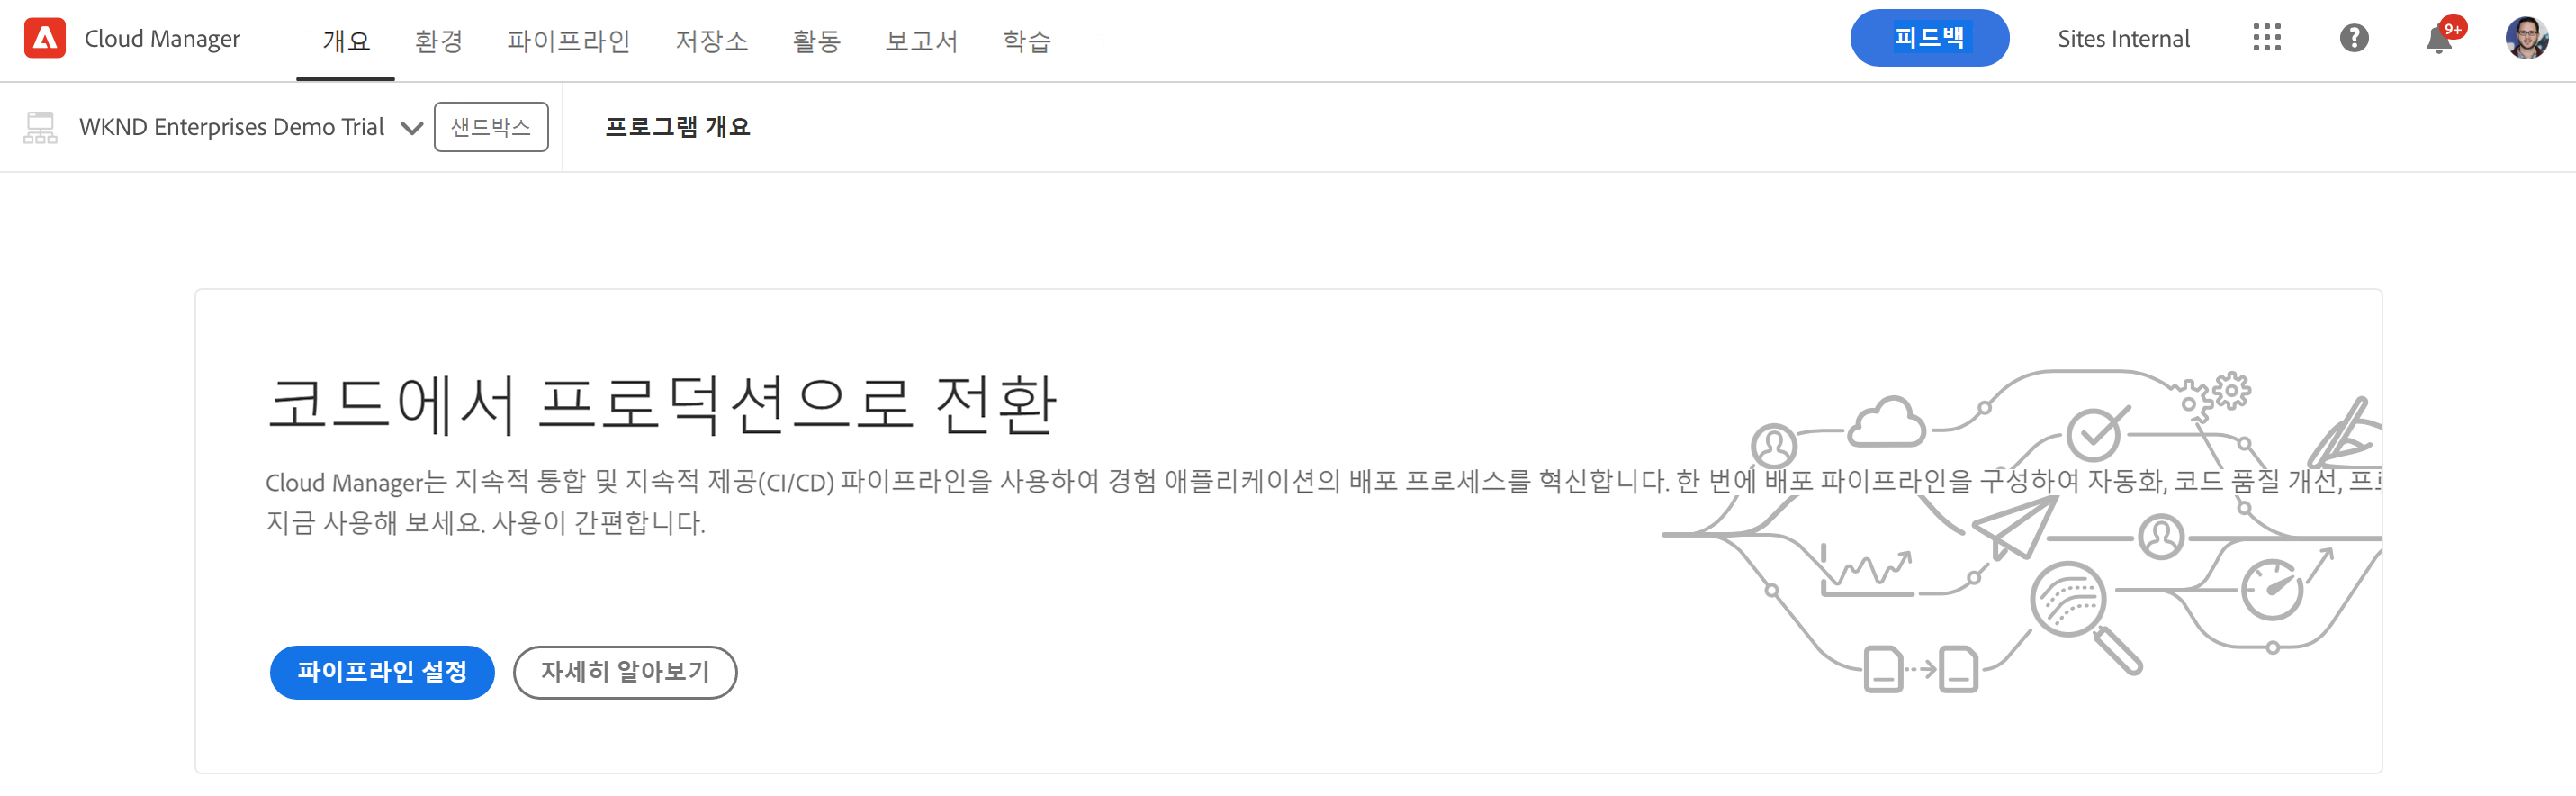 Cloud Manager 개요 환경 파이프라인 저장소 활동 보고서 학습 피드백 Sites Internal 9+
WKND Enterprises Demo Trial 샌드박스 프로그램 개요
코드에서 프로덕션으로 전환
Cloud Manager는 지속적 통합 및 지속적 제공(CI/CD) 파이프라인을 사용하여 경험 애플리케이션의 배포 프로세스를 혁신합니다. 한 번에 배포 파이프라인을 구성하여 자동화, 코드 품질 개선,
지금 사용해 보세요. 사용이 간편합니다.
파이프라인 설정 자세히 알아보기